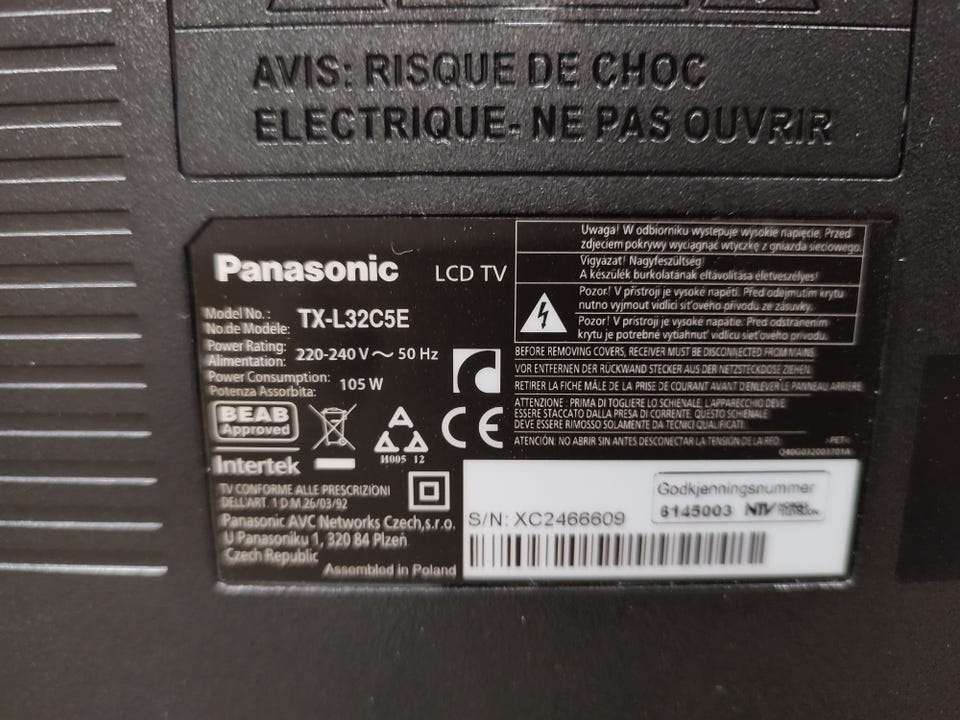 AVIS: RISQUE DE CHOC
ELECTRIQUE- NE PAS OUVRIR
Panasonic
LCD TV
Model No.:
No.de Modèle:
TX-L32C5E
Power Rating:
Alimentation:
220-240 V ~ 50 Hz
Power Consumption:
Potenza Assorbita:
105 W
BEAB
Approved
И005 12
CE
Intertek
TV CONFORME ALLE PRESCRIZIONI
DELL'ART. 1 D.M.26/03/92
Panasonic AVC Networks Czech,s.r.o.
U Panasoniku 1, 320 84 Plzeň
Czech Republic
Assembled in Poland
Uwaga! W odbiorniku występuje wysokie napięcie. Przed
zdjęciem pokrywy wyciągnąć wtyczkę z gniazda sieciowego.
Vigyázat! Nagyfeszültség!
A készülék burkolatának eltávolítása életveszélyes!
Pozor! V přístroji je vysoké napětí. Před odejmutím krytu
nutno vyjmout vidlici síťového přívodu ze zásuvky.
Pozor! V prístroji je vysoké napätie. Pred odstránením
krytu je potrebné vytiahnuť vidlicu sieťového prívodu.
BEFORE REMOVING COVERS, RECEIVER MUST BE DISCONNECTED FROM MAINS.
VOR ENTFERNEN DER RÜCKWAND STECKER AUS DER NETZSTECKDOSE ZIEHEN.
RETIRER LA FICHE MÂLE DE LA PRISE DE COURANT AVANT D'ENLEVER LE PANNEAU ARRIERE
ATTENZIONE : PRIMA DI TOGLIERE LO SCHIENALE, L'APPARECCHIO DEVE
ESSERE STACCATO DALLA PRESA DI CORRENTE. QUESTO SCHIENALE
DEVE ESSERE RIMOSSO SOLAMENTE DA TECNICI QUALIFICATI.
ATENCIÓN: NO ABRIR SIN ANTES DESCONECTAR LA TENSION DE LA RED.
>PET<
Q40G032003701A
Godkjenningsnummer
6145003 NTV
S/N: XC2466609